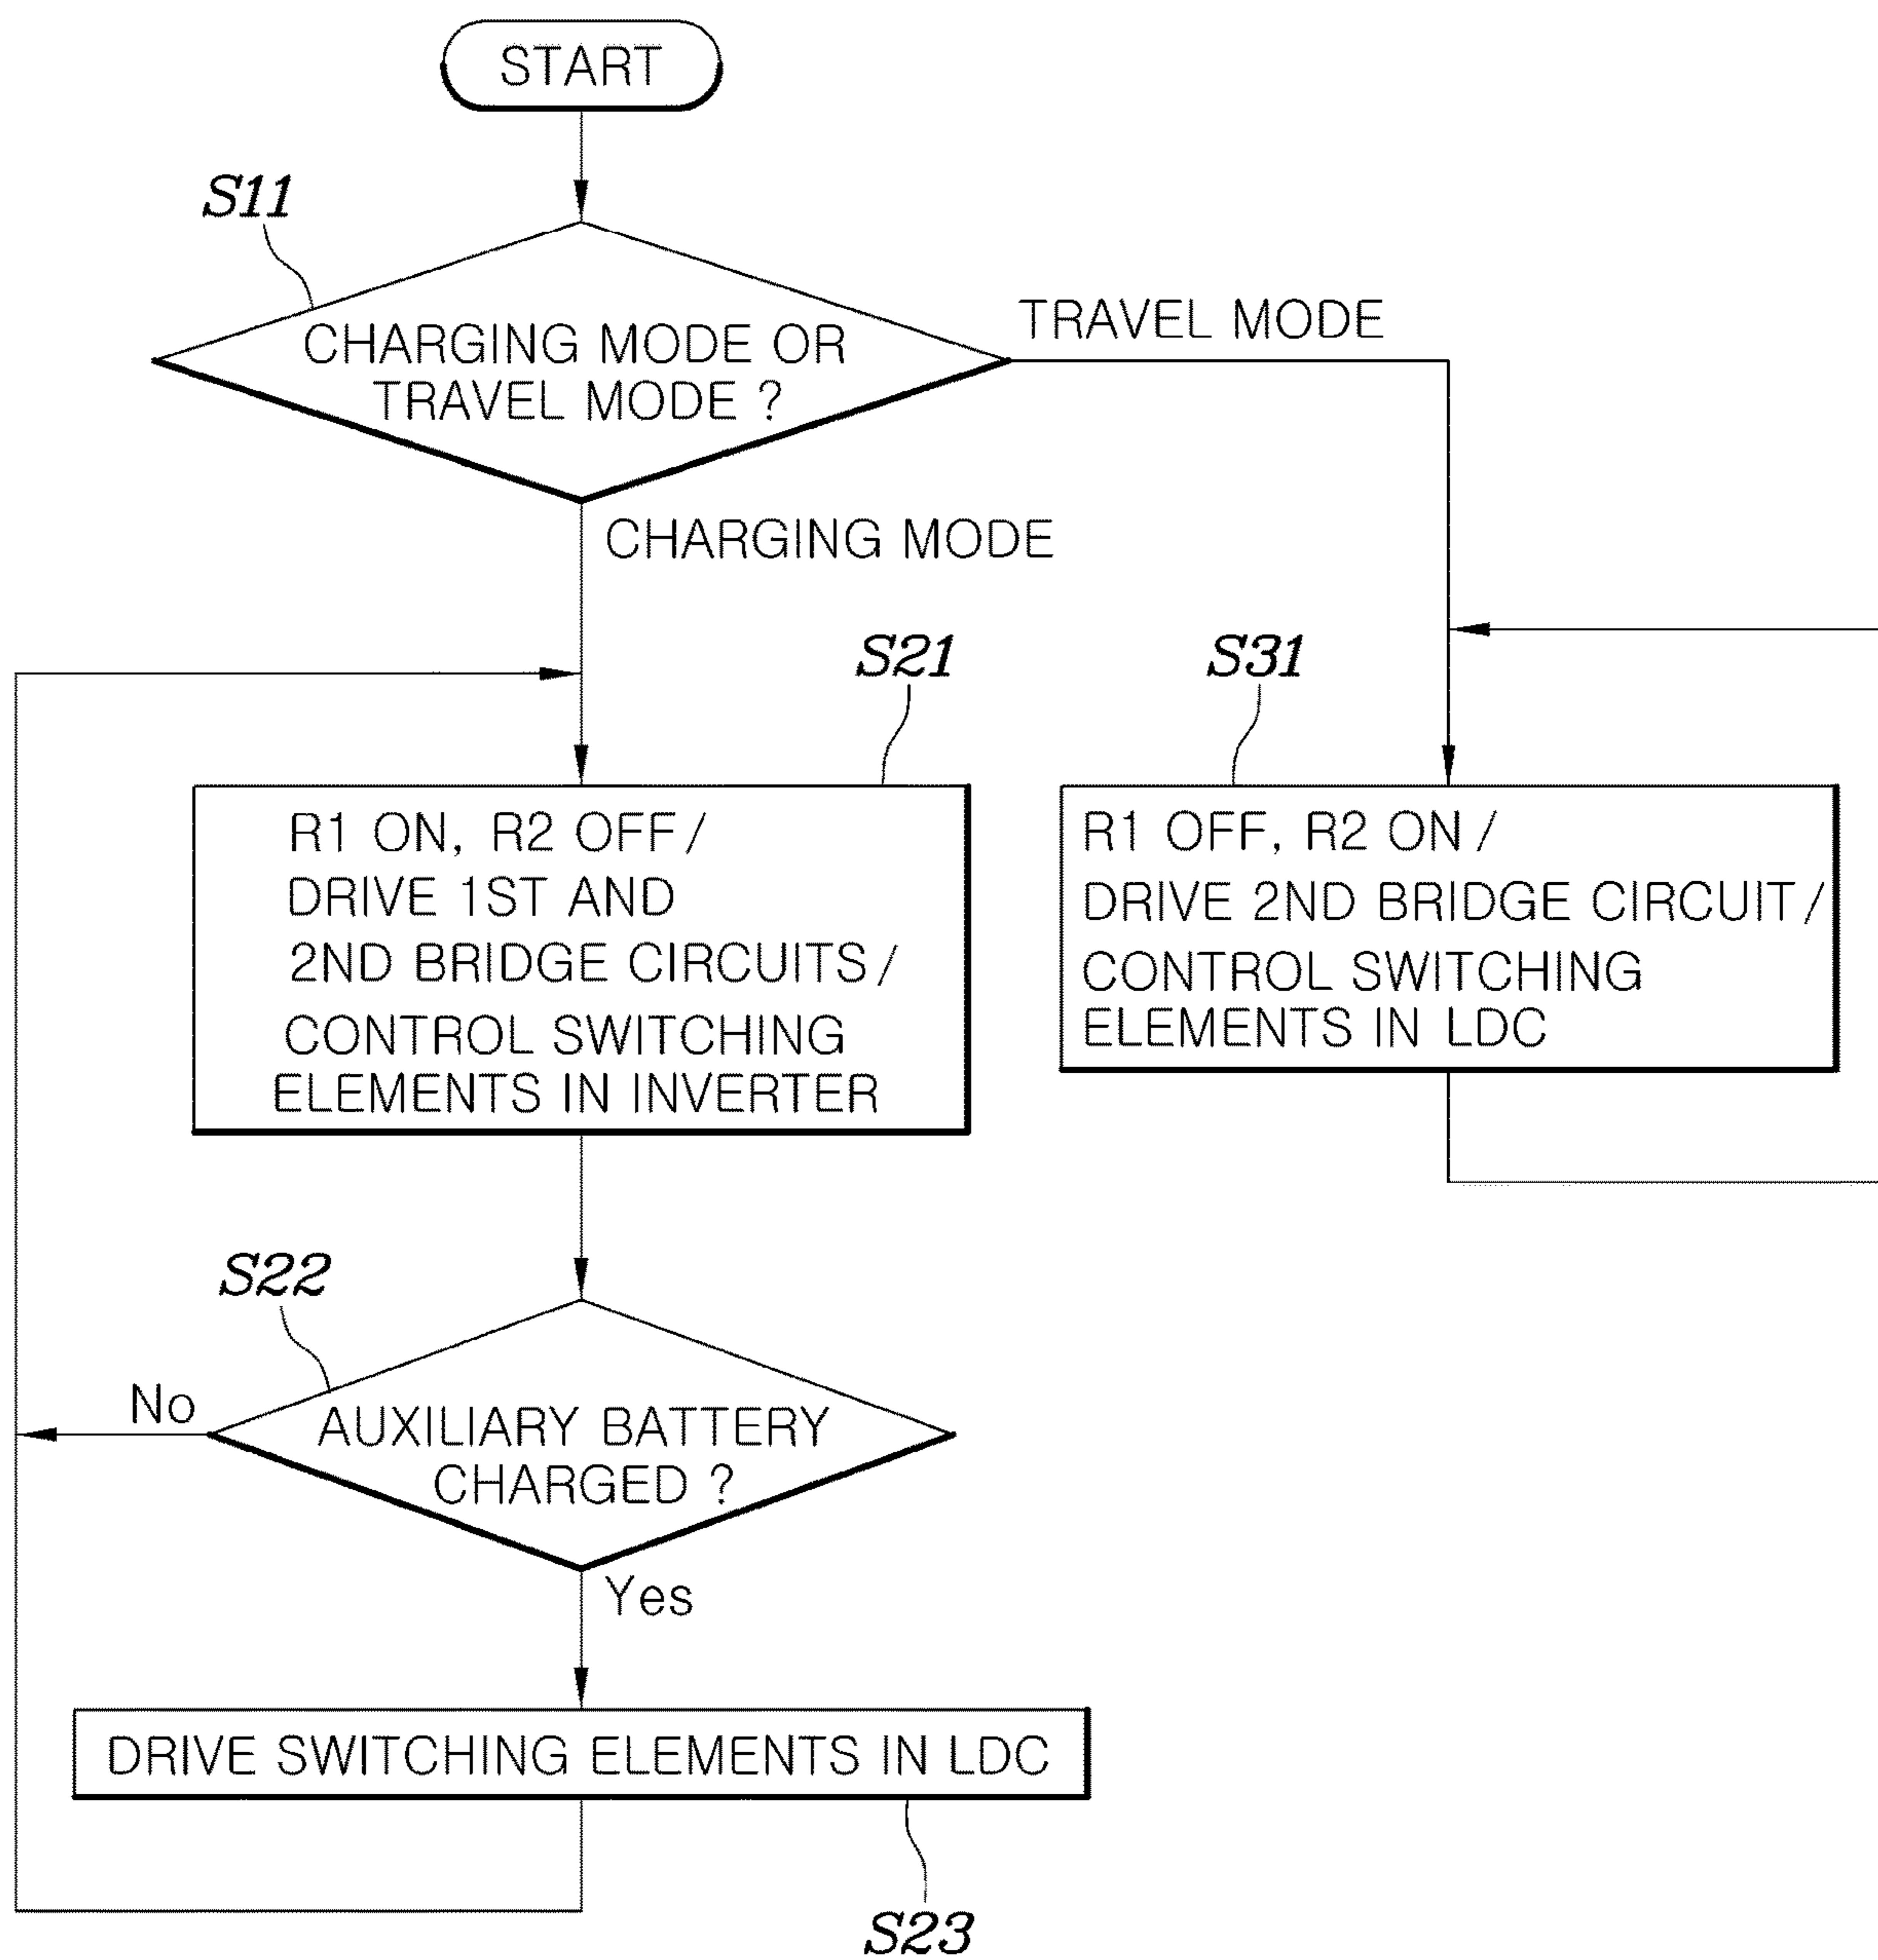 START
S11
CHARGING MODE OR
TRAVEL MODE ?
TRAVEL MODE
CHARGING MODE
S21
R1 ON, R2 OFF /
DRIVE 1ST AND
2ND BRIDGE CIRCUITS /
CONTROL SWITCHING
ELEMENTS IN INVERTER
S31
R1 OFF, R2 ON /
DRIVE 2ND BRIDGE CIRCUIT /
CONTROL SWITCHING
ELEMENTS IN LDC
S22
No
AUXILIARY BATTERY
CHARGED ?
Yes
DRIVE SWITCHING ELEMENTS IN LDC
S23